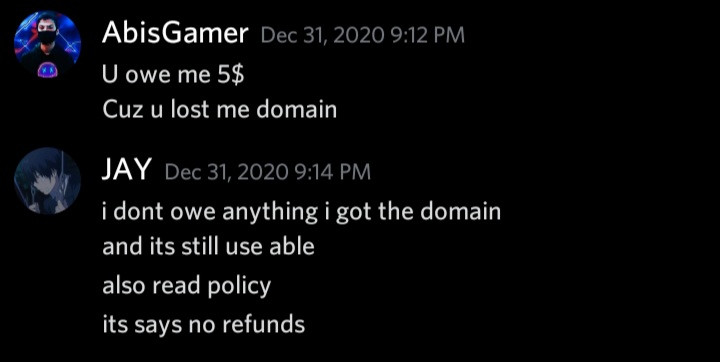 AbisGamer Dec 31, 2020 9:12 PM
U owe me 5$
Cuz u lost me domain
JAY Dec 31, 2020 9:14 PM
i dont owe anything i got the domain
and its still use able
also read policy
its says no refunds